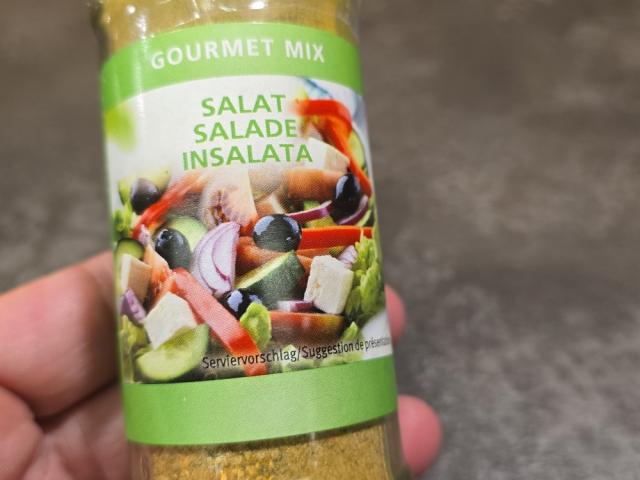 GOURMET MIX
SALAT
SALADE
INSALATA
Serviervorschlag/Suggestion de